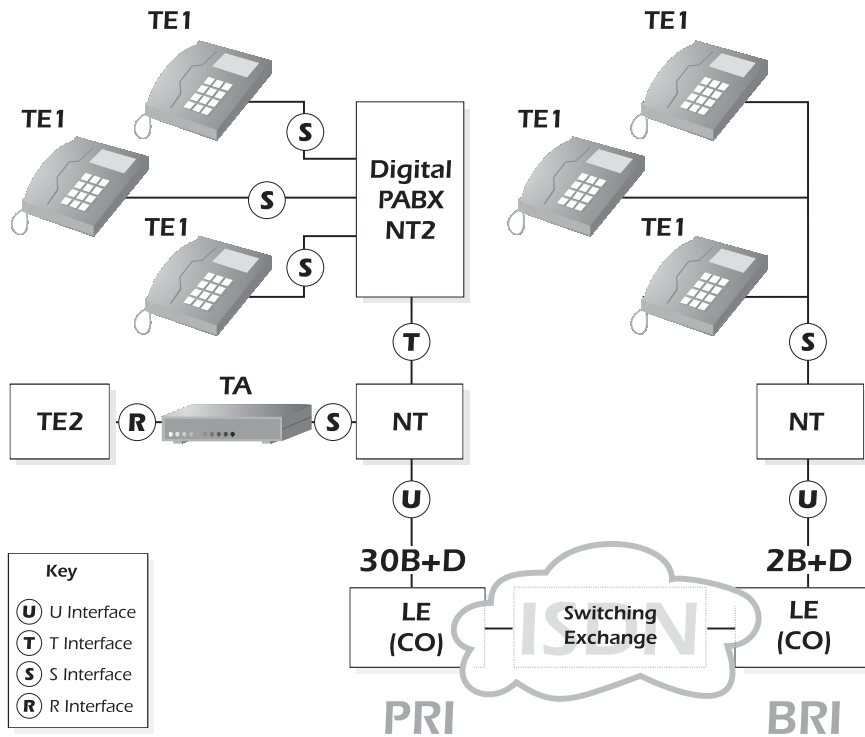 TE1
TE1
TE1
TE1
TE1
TE1
S
S
S
Digital
PABX
NT2
T
S
TE2
R
TA
S
NT
NT
U
U
30B+D
2B+D
LE
(CO)
ISDN
Switching
Exchange
LE
(CO)
PRI
BRI
Key
U U Interface
T T Interface
S S Interface
R R Interface